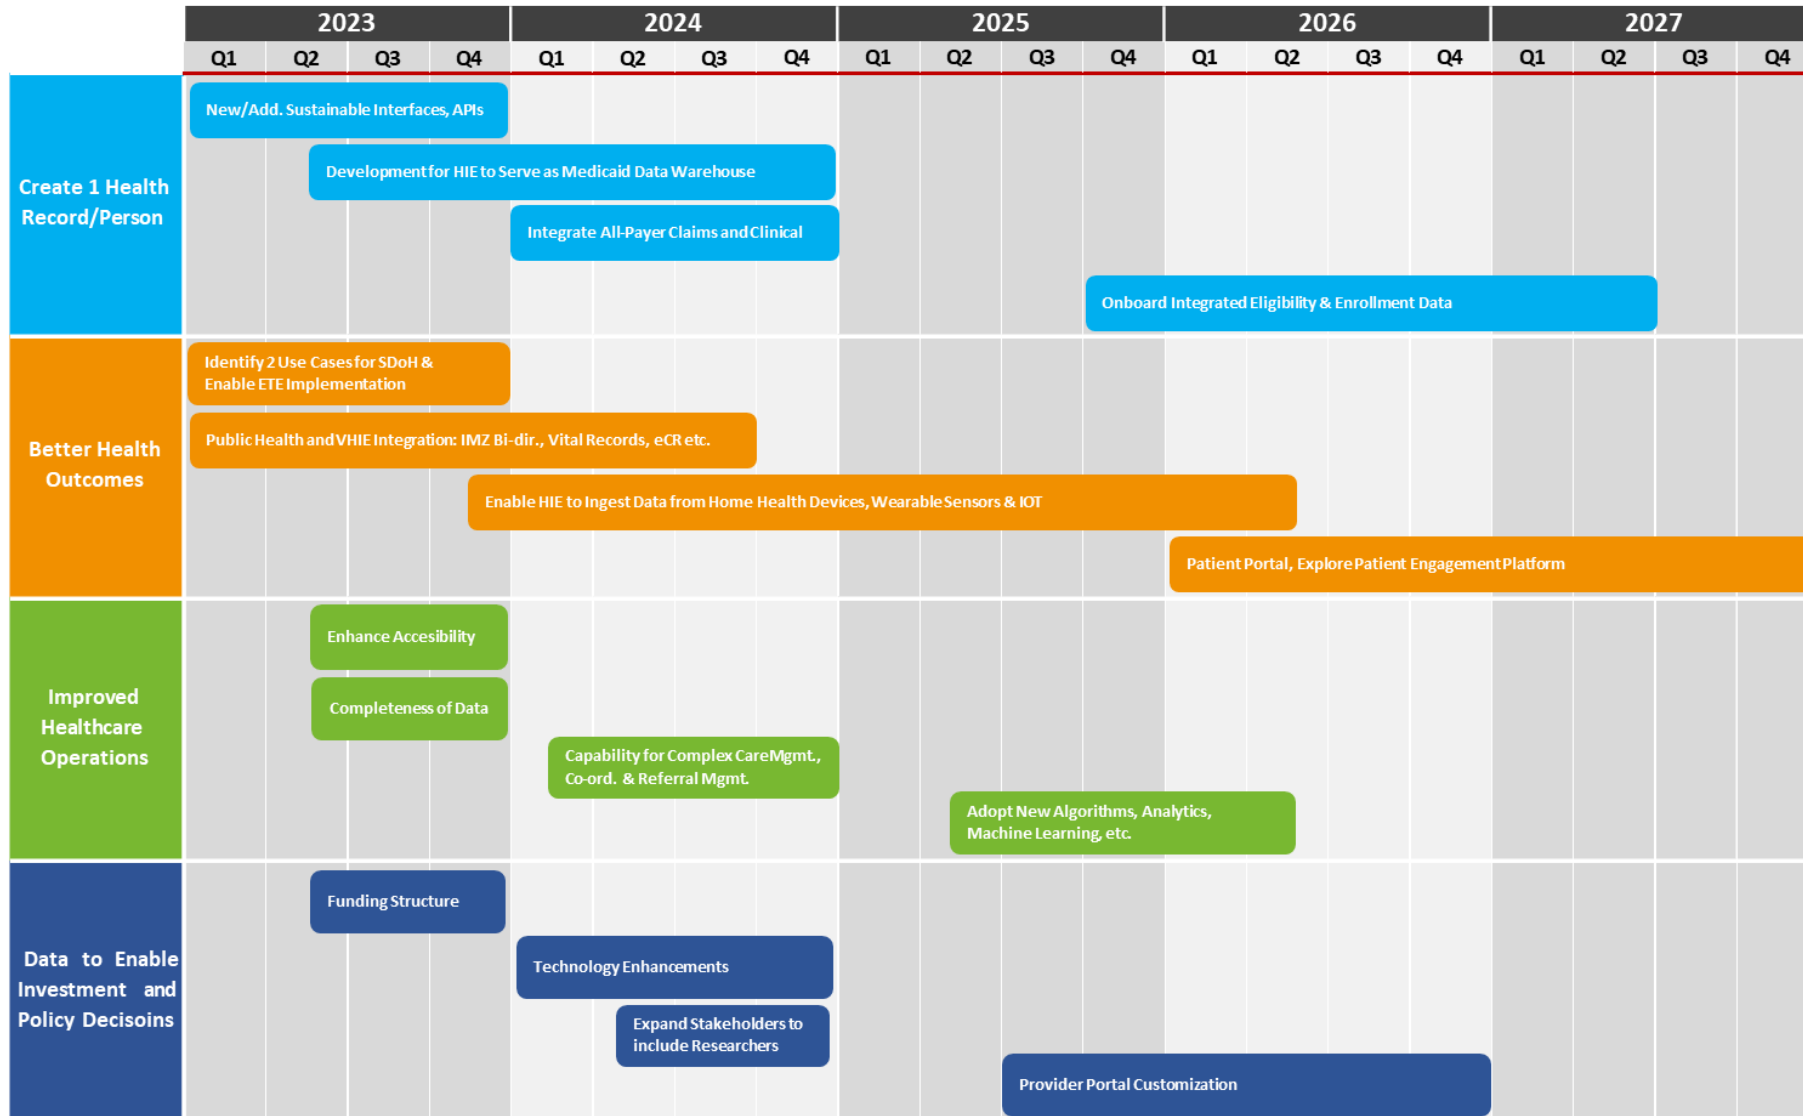 2023 2024 2025 2026 2027
Q1 Q2 Q3 Q4 Q1 Q2 Q3 Q4 Q1 Q2 Q3 Q4 Q1 Q2 Q3 Q4 Q1 Q2 Q3 Q4
Create 1 Health
Record/Person
New/Add. Sustainable Interfaces, APIs
Development for HIE to Serve as Medicaid Data Warehouse
Integrate All-Payer Claims and Clinical
Onboard Integrated Eligibility & Enrollment Data
Better Health
Outcomes
Identify 2 Use Cases for SDoH &
Enable ETE Implementation
Public Health and VHIE Integration: IMZ Bi-dir., Vital Records, eCR etc.
Enable HIE to Ingest Data from Home Health Devices, Wearable Sensors & IOT
Patient Portal, Explore Patient Engagement Platform
Improved
Healthcare
Operations
Enhance Accesibility
Completeness of Data
Capability for Complex Care Mgmt.,
Co-ord. & Referral Mgmt.
Adopt New Algorithms, Analytics,
Machine Learning, etc.
Data to Enable
Investment and
Policy Decisoins
Funding Structure
Technology Enhancements
Expand Stakeholders to
include Researchers
Provider Portal Customization